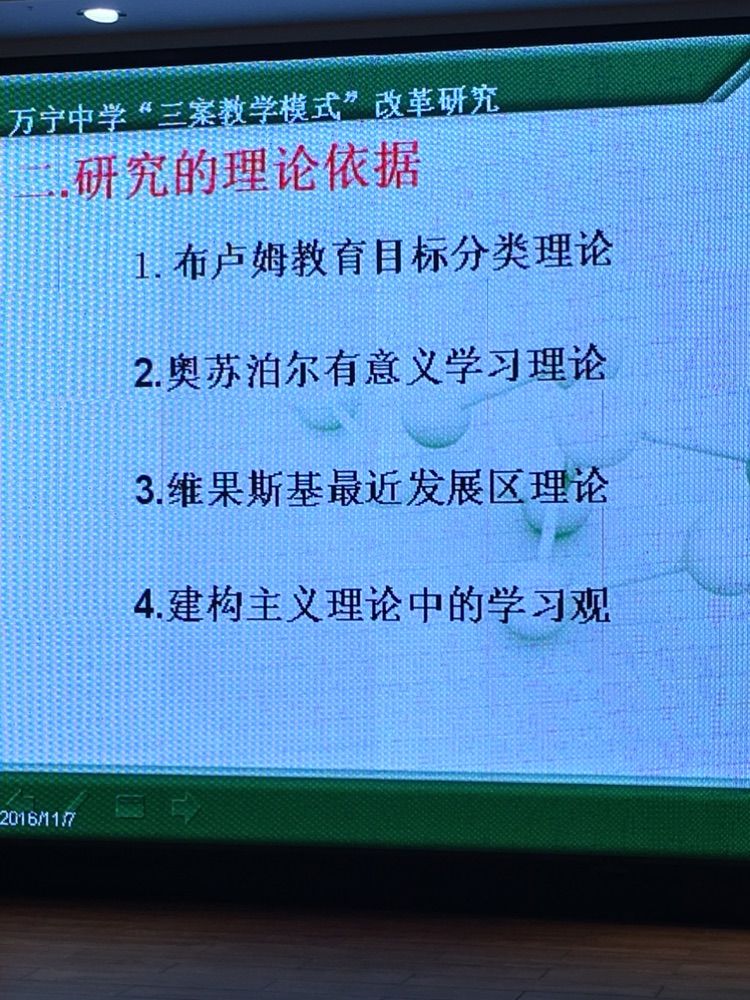 万宁中学“三案教学模式”改革研究
二.研究的理论依据
1.布卢姆教育目标分类理论
2.奥苏泊尔有意义学习理论
3.维果斯基最近发展区理论
4.建构主义理论中的学习观
2016/11/7